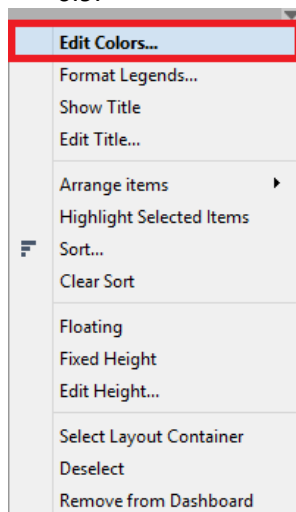 Edit Colors...
Format Legends...
Show Title
Edit Title...
Arrange items
Highlight Selected Items
Sort...
Clear Sort
Floating
Fixed Height
Edit Height...
Select Layout Container
Deselect
Remove from Dashboard